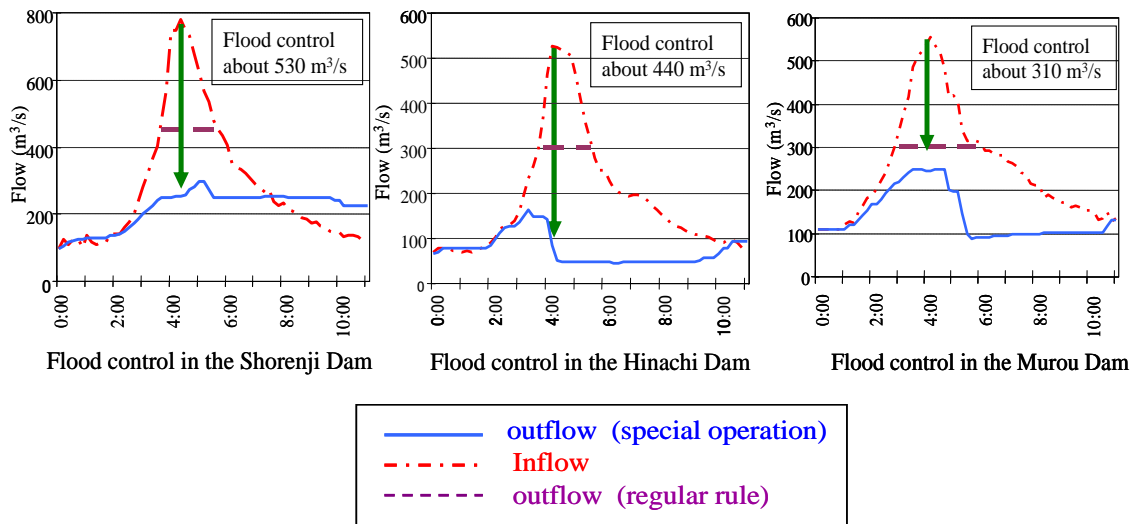 800
600
400
200
0
Flow (m³/s)
0:00
2:00
4:00
6:00
8:00
10:00
Flood control
about 530 m³/s
Flood control in the Shorenji Dam
600
500
400
300
200
100
0
Flow (m³/s)
0:00
2:00
4:00
6:00
8:00
10:00
Flood control
about 440 m³/s
Flood control in the Hinachi Dam
600
500
400
300
200
100
0
Flow (m³/s)
0:00
2:00
4:00
6:00
8:00
10:00
Flood control
about 310 m³/s
Flood control in the Murou Dam
outflow (special operation)
Inflow
outflow (regular rule)